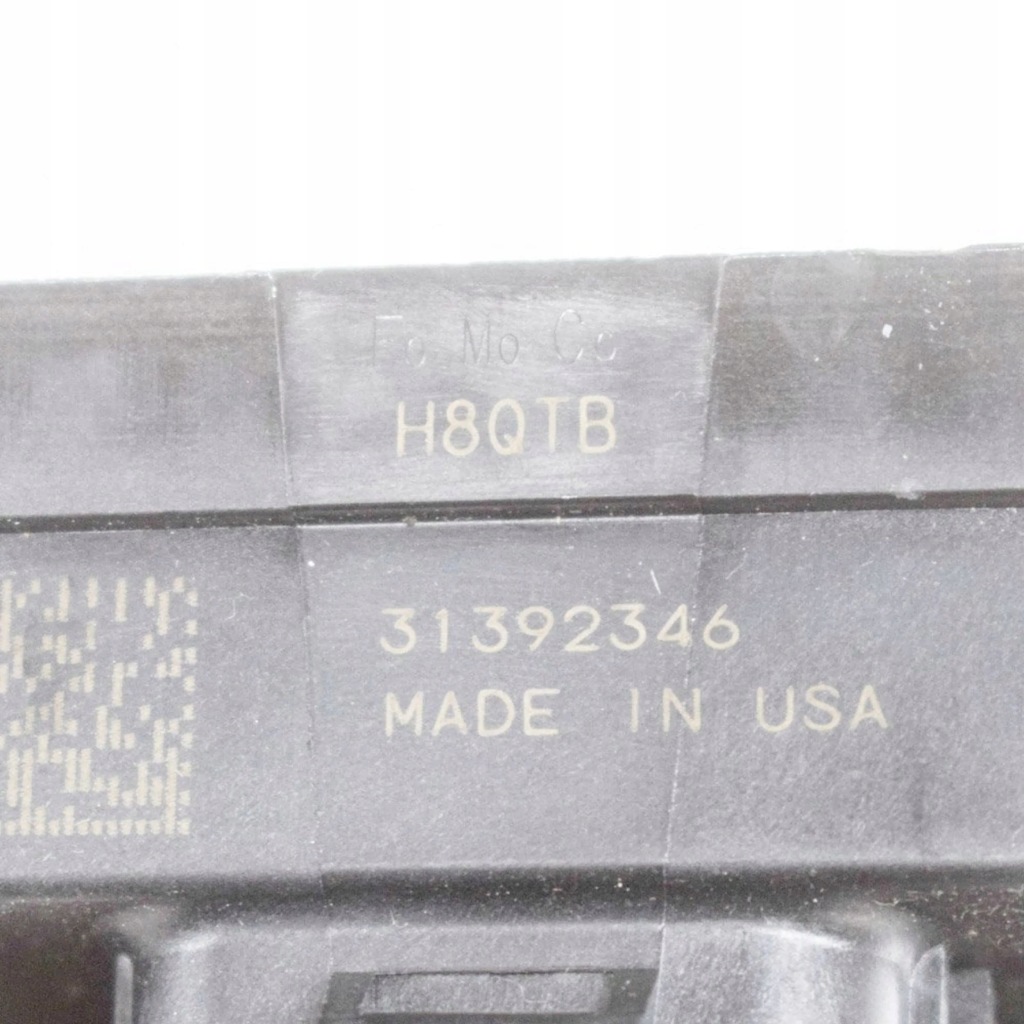 Fo Mo Co
H8QTB
31392346
MADE IN USA